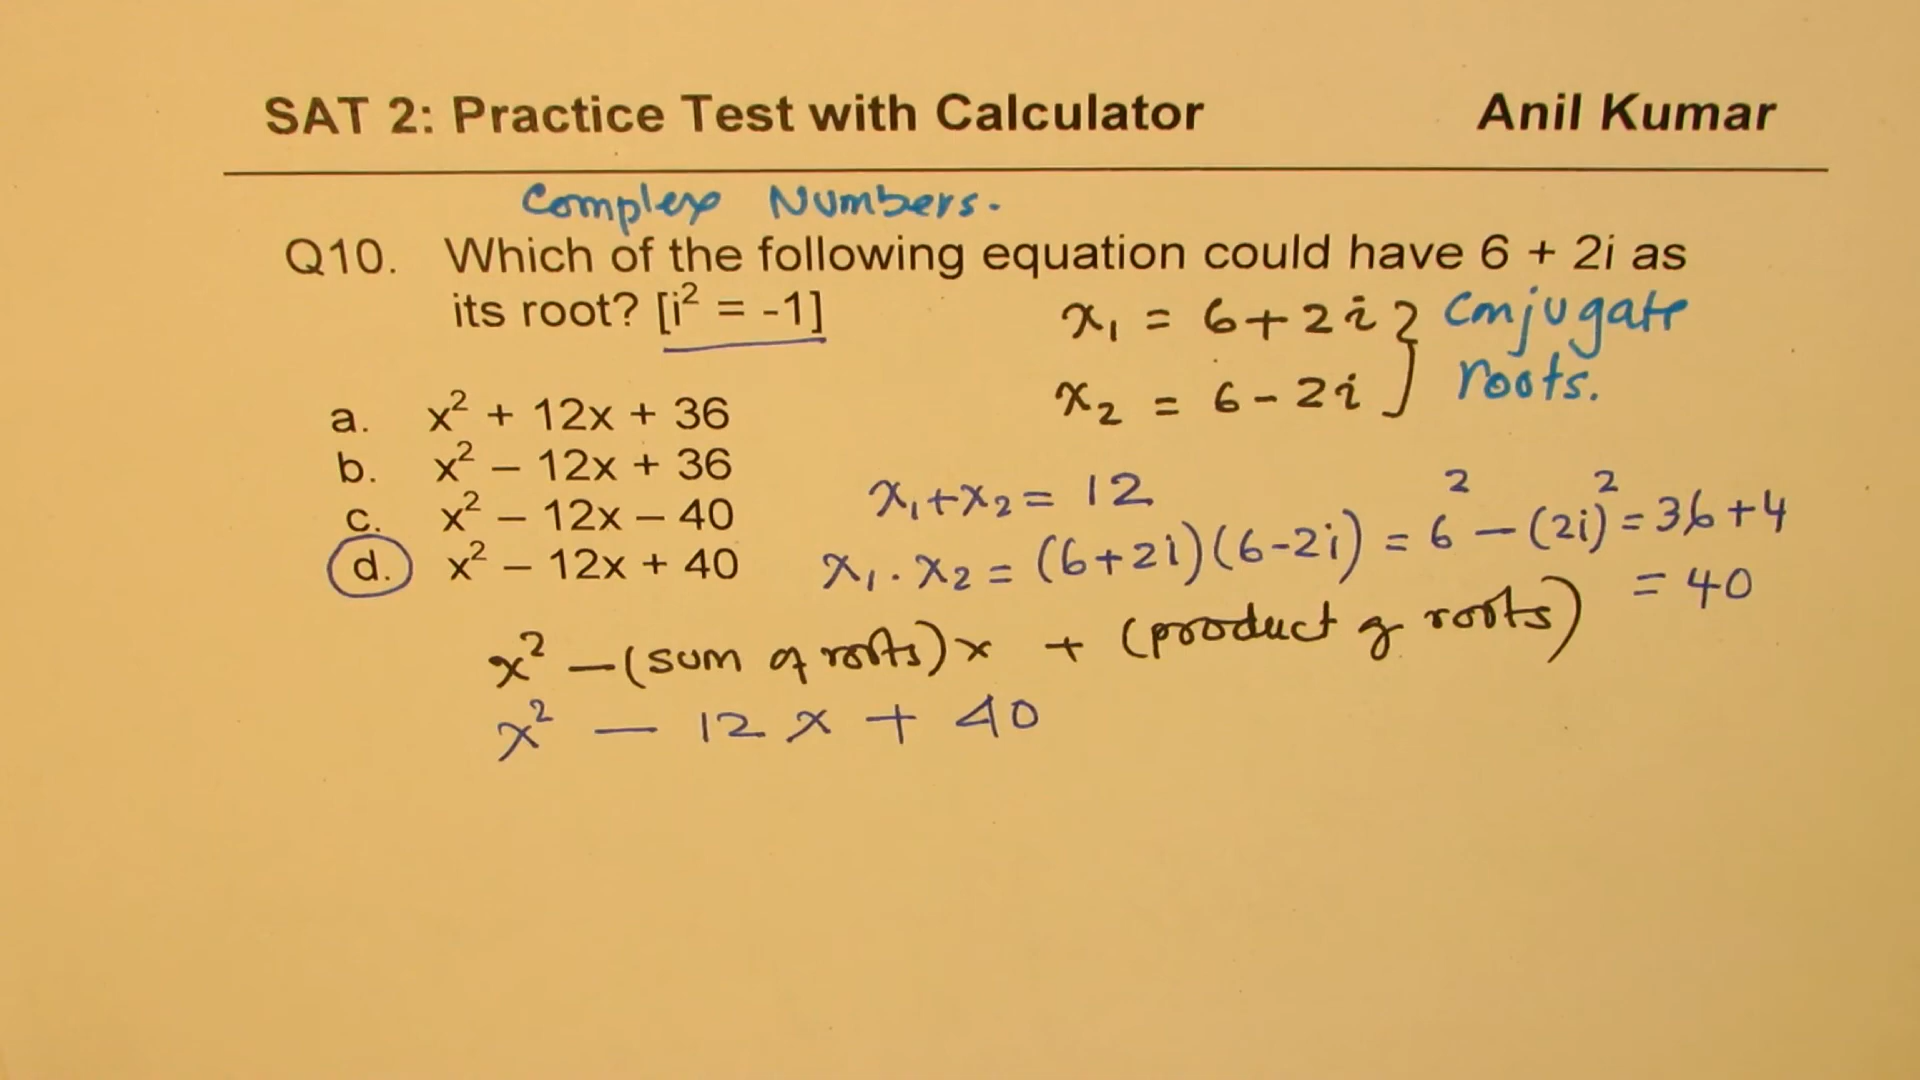 SAT 2: Practice Test with Calculator Anil Kumar
Complex Numbers.
Q10. Which of the following equation could have 6 + 2i as
its root? [i² = -1]
x₁ = 6+2i } Conjugate
x₂ = 6-2i roots.
a. x² + 12x + 36
b. x² – 12x + 36
c. x² – 12x – 40
d. x² – 12x + 40
x₁+x₂ = 12
x₁ . x₂ = (6+2i)(6-2i) = 6² – (2i)² = 36+4
= 40
x² – (sum of roots)x + (product of roots)
x² – 12x + 40